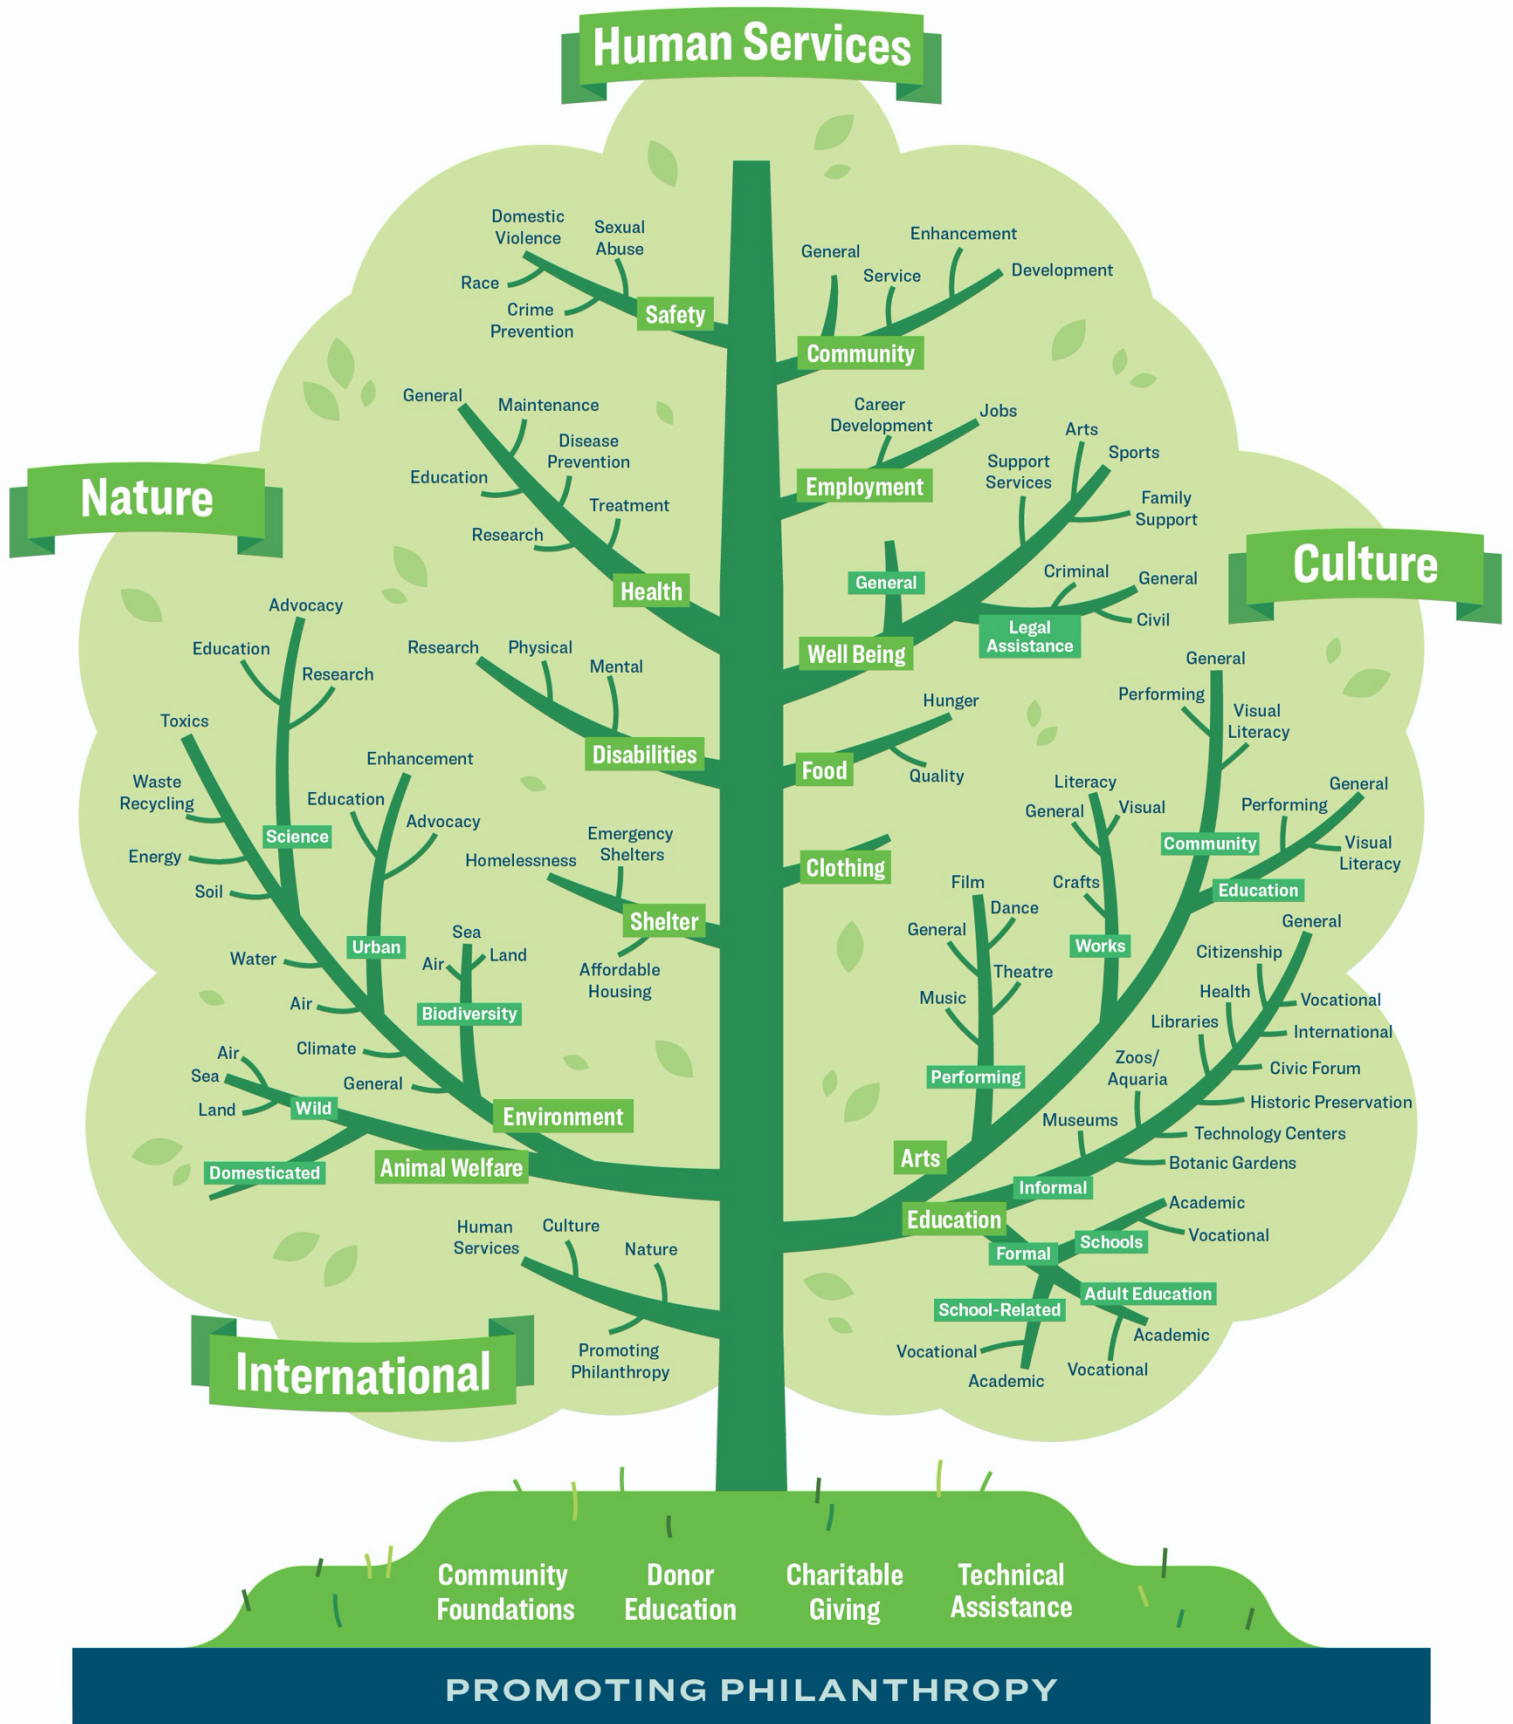 Human Services
Domestic
Violence
Sexual
Abuse
Race
Crime
Prevention
Safety
General
Service
Enhancement
Development
Community
General
Maintenance
Disease
Prevention
Education
Treatment
Research
Health
Career
Development
Jobs
Employment
Support
Services
Arts
Sports
Family
Support
General
Criminal
General
Civil
Legal
Assistance
Well Being
Nature
Culture
Research
Physical
Mental
Disabilities
Hunger
Quality
Food
Emergency
Shelters
Homelessness
Shelter
Affordable
Housing
Clothing
Advocacy
Education
Research
Science
Toxics
Waste
Recycling
Energy
Soil
Water
Air
Climate
General
Enhancement
Education
Advocacy
Urban
Sea
Air
Land
Biodiversity
Environment
Air
Sea
Land
Wild
Domesticated
Animal Welfare
General
Performing
Visual
Literacy
Community
General
Performing
Visual
Literacy
Education
Literacy
General
Visual
Crafts
Works
Film
Dance
General
Theatre
Music
Performing
Arts
General
Citizenship
Vocational
Health
International
Libraries
Civic Forum
Zoos/
Aquaria
Historic Preservation
Museums
Technology Centers
Botanic Gardens
Informal
Education
Formal
Schools
Academic
Vocational
Adult Education
Academic
Vocational
School-Related
Vocational
Academic
Human
Services
Culture
Nature
Promoting
Philanthropy
International
Community
Foundations
Donor
Education
Charitable
Giving
Technical
Assistance
PROMOTING PHILANTHROPY